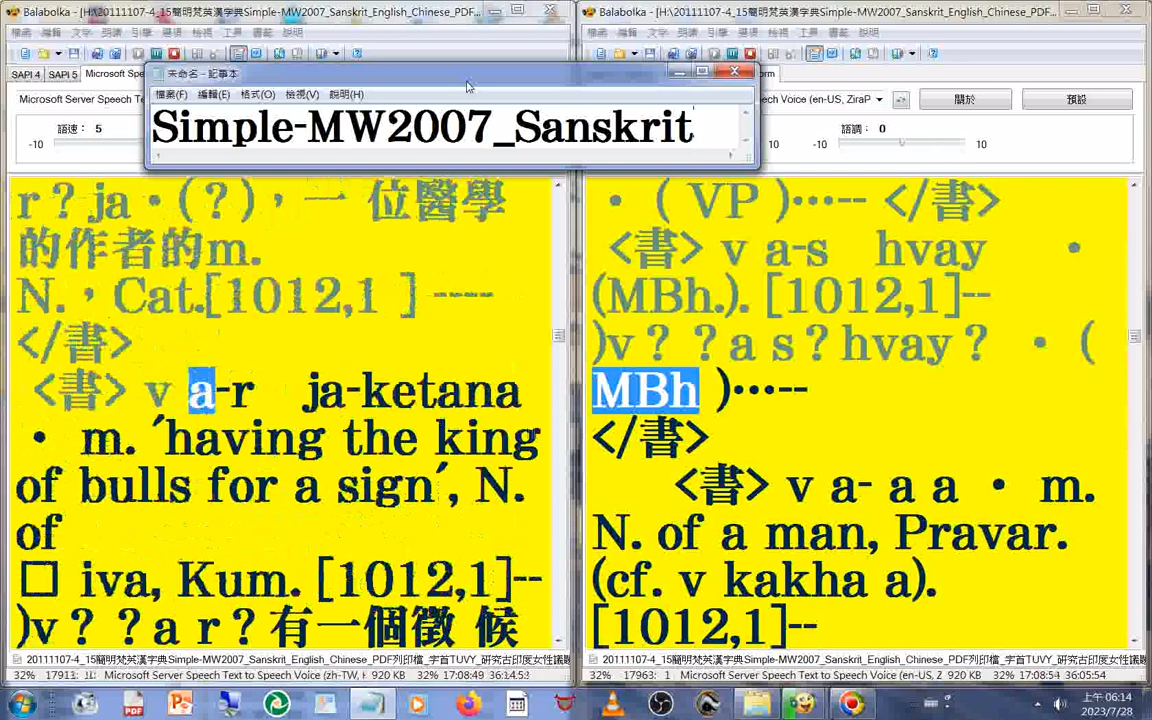 Balabolka - [H:\20111107-4_15簡明梵英漢字典Simple-MW2007_Sanskrit_English_Chinese_PDF...
Balabolka - [H:\20111107-4_15簡明梵英漢字典Simple-MW2007_Sanskrit_English_Chinese_PDF...
SAPI 4 SAPI 5 Microsoft Sp
未命名 - 記事本
檔案(F) 編輯(E) 格式(O) 檢視(V) 說明(H)
Simple-MW2007_Sanskrit
Microsoft Server Speech T
ech Voice (en-US, ZiraP
關於
預設
語速： 5
-10
10
語調： 0
-10
10
r？ja・(？)，一 位醫學
的作者的m.
N.，Cat.[1012,1 ] ----
</書>
<書> v a-r ja-ketana
• m. ´having the king
of bulls for a sign´, N.
of
□ iva, Kum. [1012,1]--
)v？？a r？有一個徵 候
• ( VP )…-- </書>
<書> v a-s hvay •
(MBh.). [1012,1]--
)v？？a s？hvay？ • (
MBh )…--
</書>
<書> v a- a a • m.
N. of a man, Pravar.
(cf. v kakha a).
[1012,1]--
20111107-4_15簡明梵英漢字典Simple-MW2007_Sanskrit_English_Chinese_PDF列印檔_字首TUVY_研究古印度女性議題
20111107-4_15簡明梵英漢字典Simple-MW2007_Sanskrit_English_Chinese_PDF列印檔_字首TUVY_研究古印度女性議題
32% 17911: Microsoft Server Speech Text to Speech Voice (zh-TW, 920 KB 17:08:49 36:14:53
32% 17963: 1 Microsoft Server Speech Text to Speech Voice (en-US, Z 920 KB 17:08:54 36:05:54
上午 06:14
2023/7/28